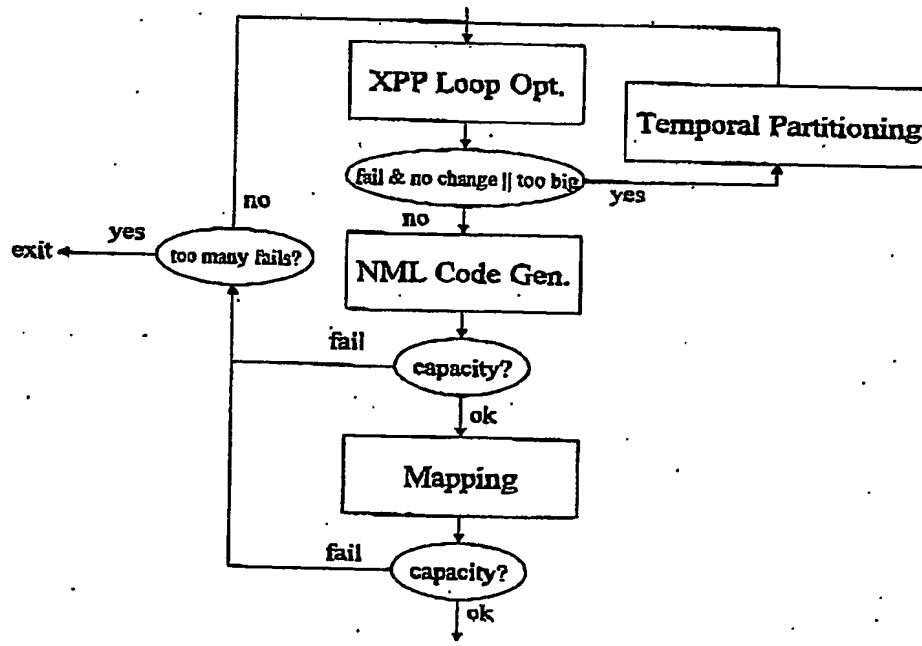 XPP Loop Opt.
Temporal Partitioning
fail & no change || too big
yes
no
no
yes
exit
too many fails?
NML Code Gen.
fail
capacity?
ok
Mapping
fail
capacity?
ok